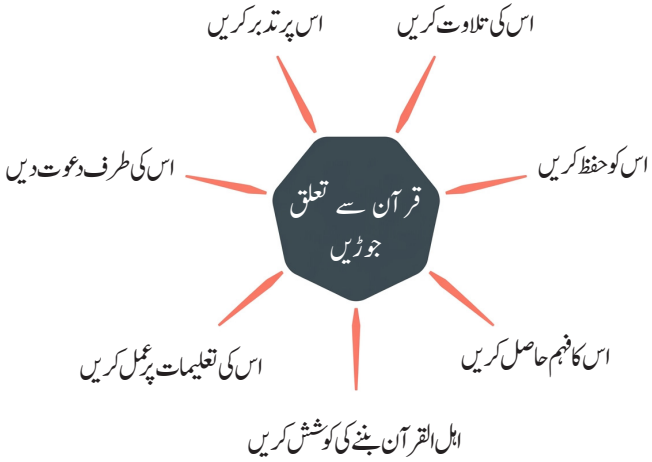 قرآن سے تعلق
جوڑیں
اس کی تلاوت کریں
اس کو حفظ کریں
اس کا فہم حاصل کریں
اہل القرآن بننے کی کوشش کریں
اس کی تعلیمات پر عمل کریں
اس کی طرف دعوت دیں
اس پر تدبر کریں